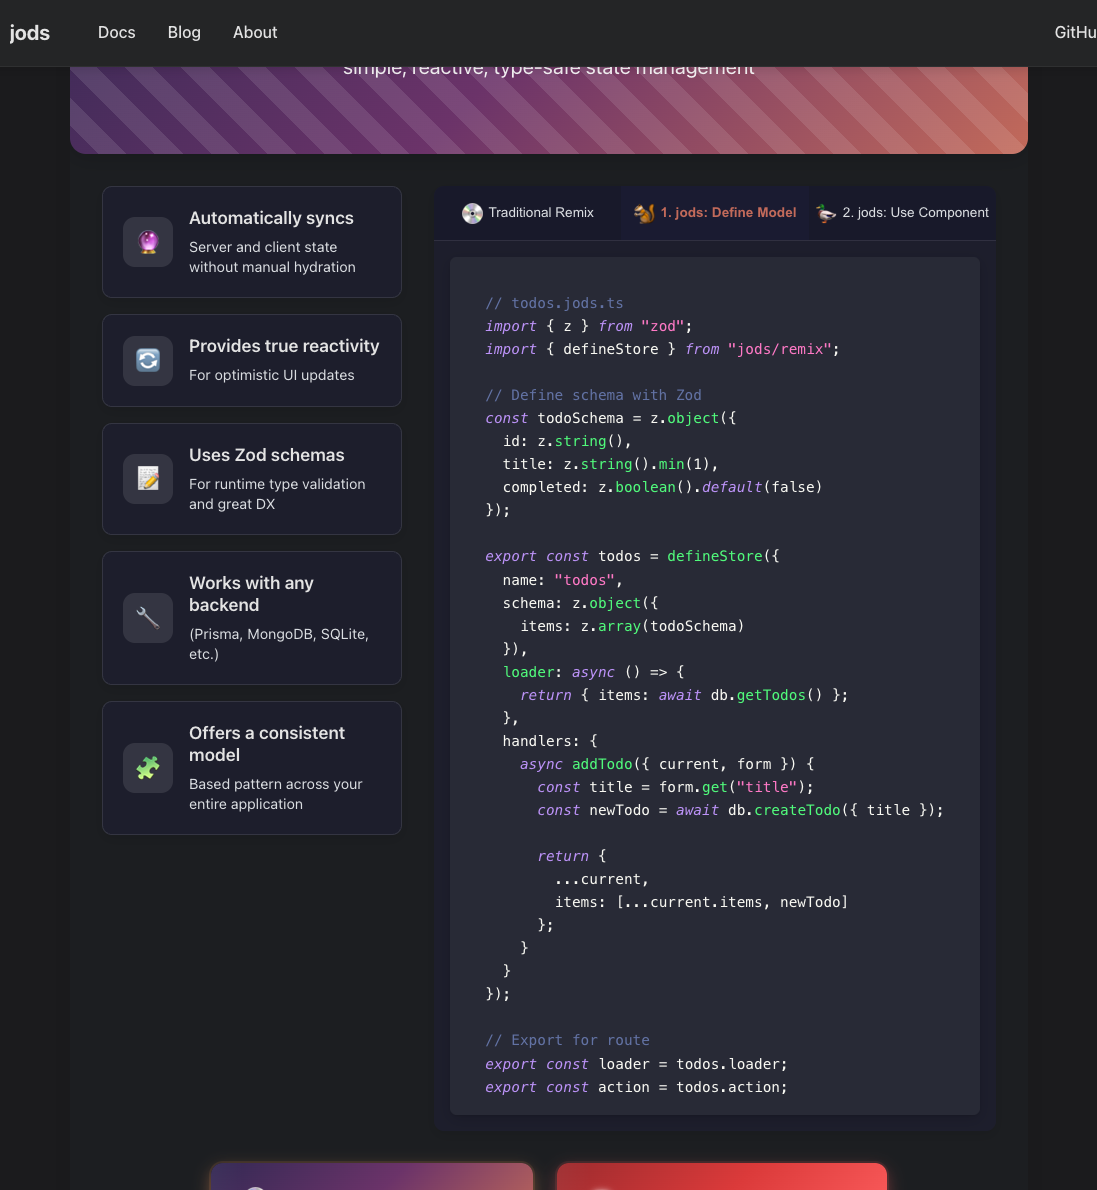 jods
Docs
Blog
About
GitHu
simple, reactive, type-safe state management
Automatically syncs
Server and client state
without manual hydration
Provides true reactivity
For optimistic UI updates
Uses Zod schemas
For runtime type validation
and great DX
Works with any
backend
(Prisma, MongoDB, SQLite,
etc.)
Offers a consistent
model
Based pattern across your
entire application
Traditional Remix
1. jods: Define Model
2. jods: Use Component
// todos.jods.ts
import { z } from "zod";
import { defineStore } from "jods/remix";
// Define schema with Zod
const todoSchema = z.object({
  id: z.string(),
  title: z.string().min(1),
  completed: z.boolean().default(false)
});
export const todos = defineStore({
  name: "todos",
  schema: z.object({
    items: z.array(todoSchema)
  }),
  loader: async () => {
    return { items: await db.getTodos() };
  },
  handlers: {
    async addTodo({ current, form }) {
      const title = form.get("title");
      const newTodo = await db.createTodo({ title });
      return {
        ...current,
        items: [...current.items, newTodo]
      };
    }
  }
});
// Export for route
export const loader = todos.loader;
export const action = todos.action;